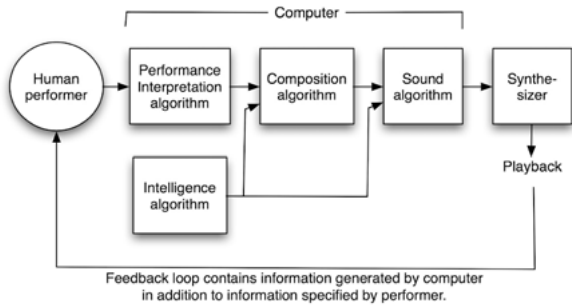 Computer
Human
performer
Performance
Interpretation
algorithm
Composition
algorithm
Sound
algorithm
Synthe-
sizer
Intelligence
algorithm
Playback
Feedback loop contains information generated by computer
in addition to information specified by performer.